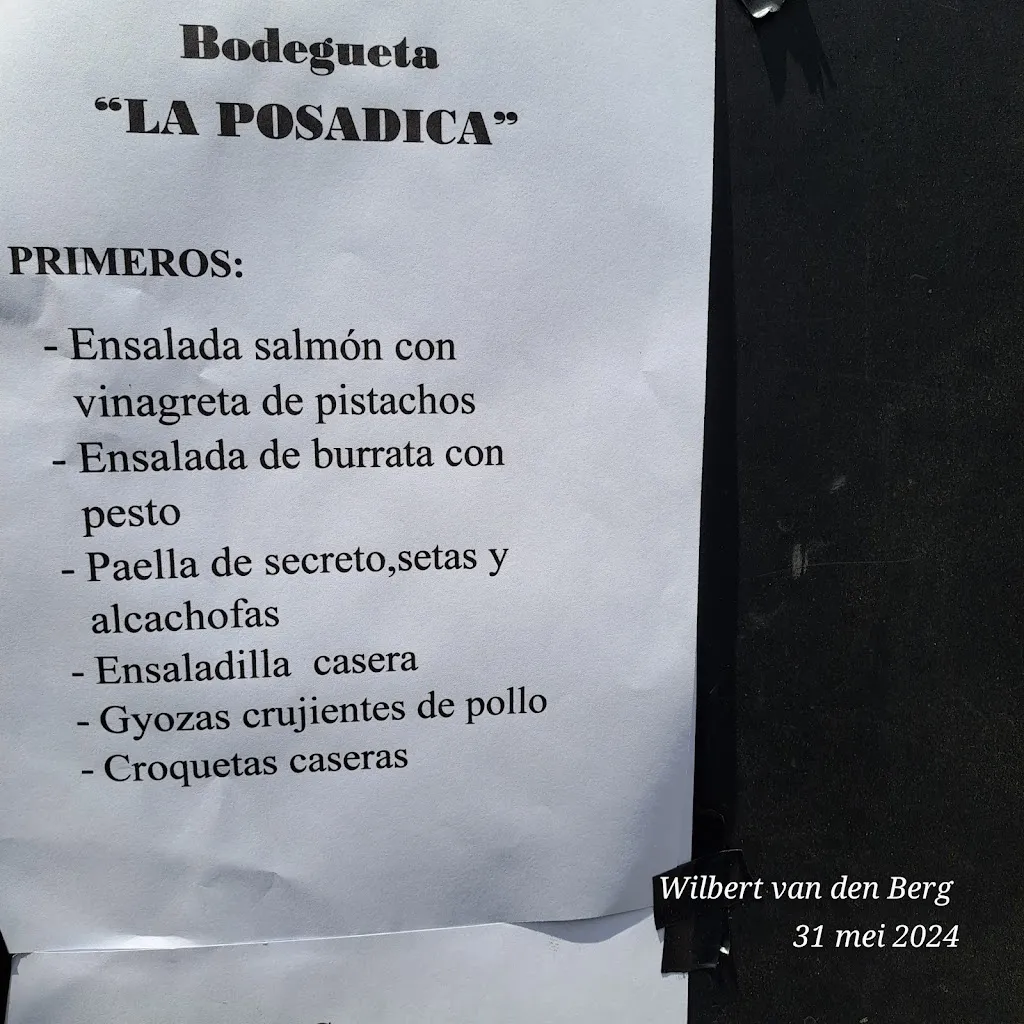 Bodegueta
“LA POSADICA”
PRIMEROS:
- Ensalada salmón con
vinagreta de pistachos
- Ensalada de burrata con
pesto
- Paella de secreto,setas y
alcachofas
- Ensaladilla casera
- Gyozas crujientes de pollo
- Croquetas caseras
Wilbert van den Berg
31 mei 2024